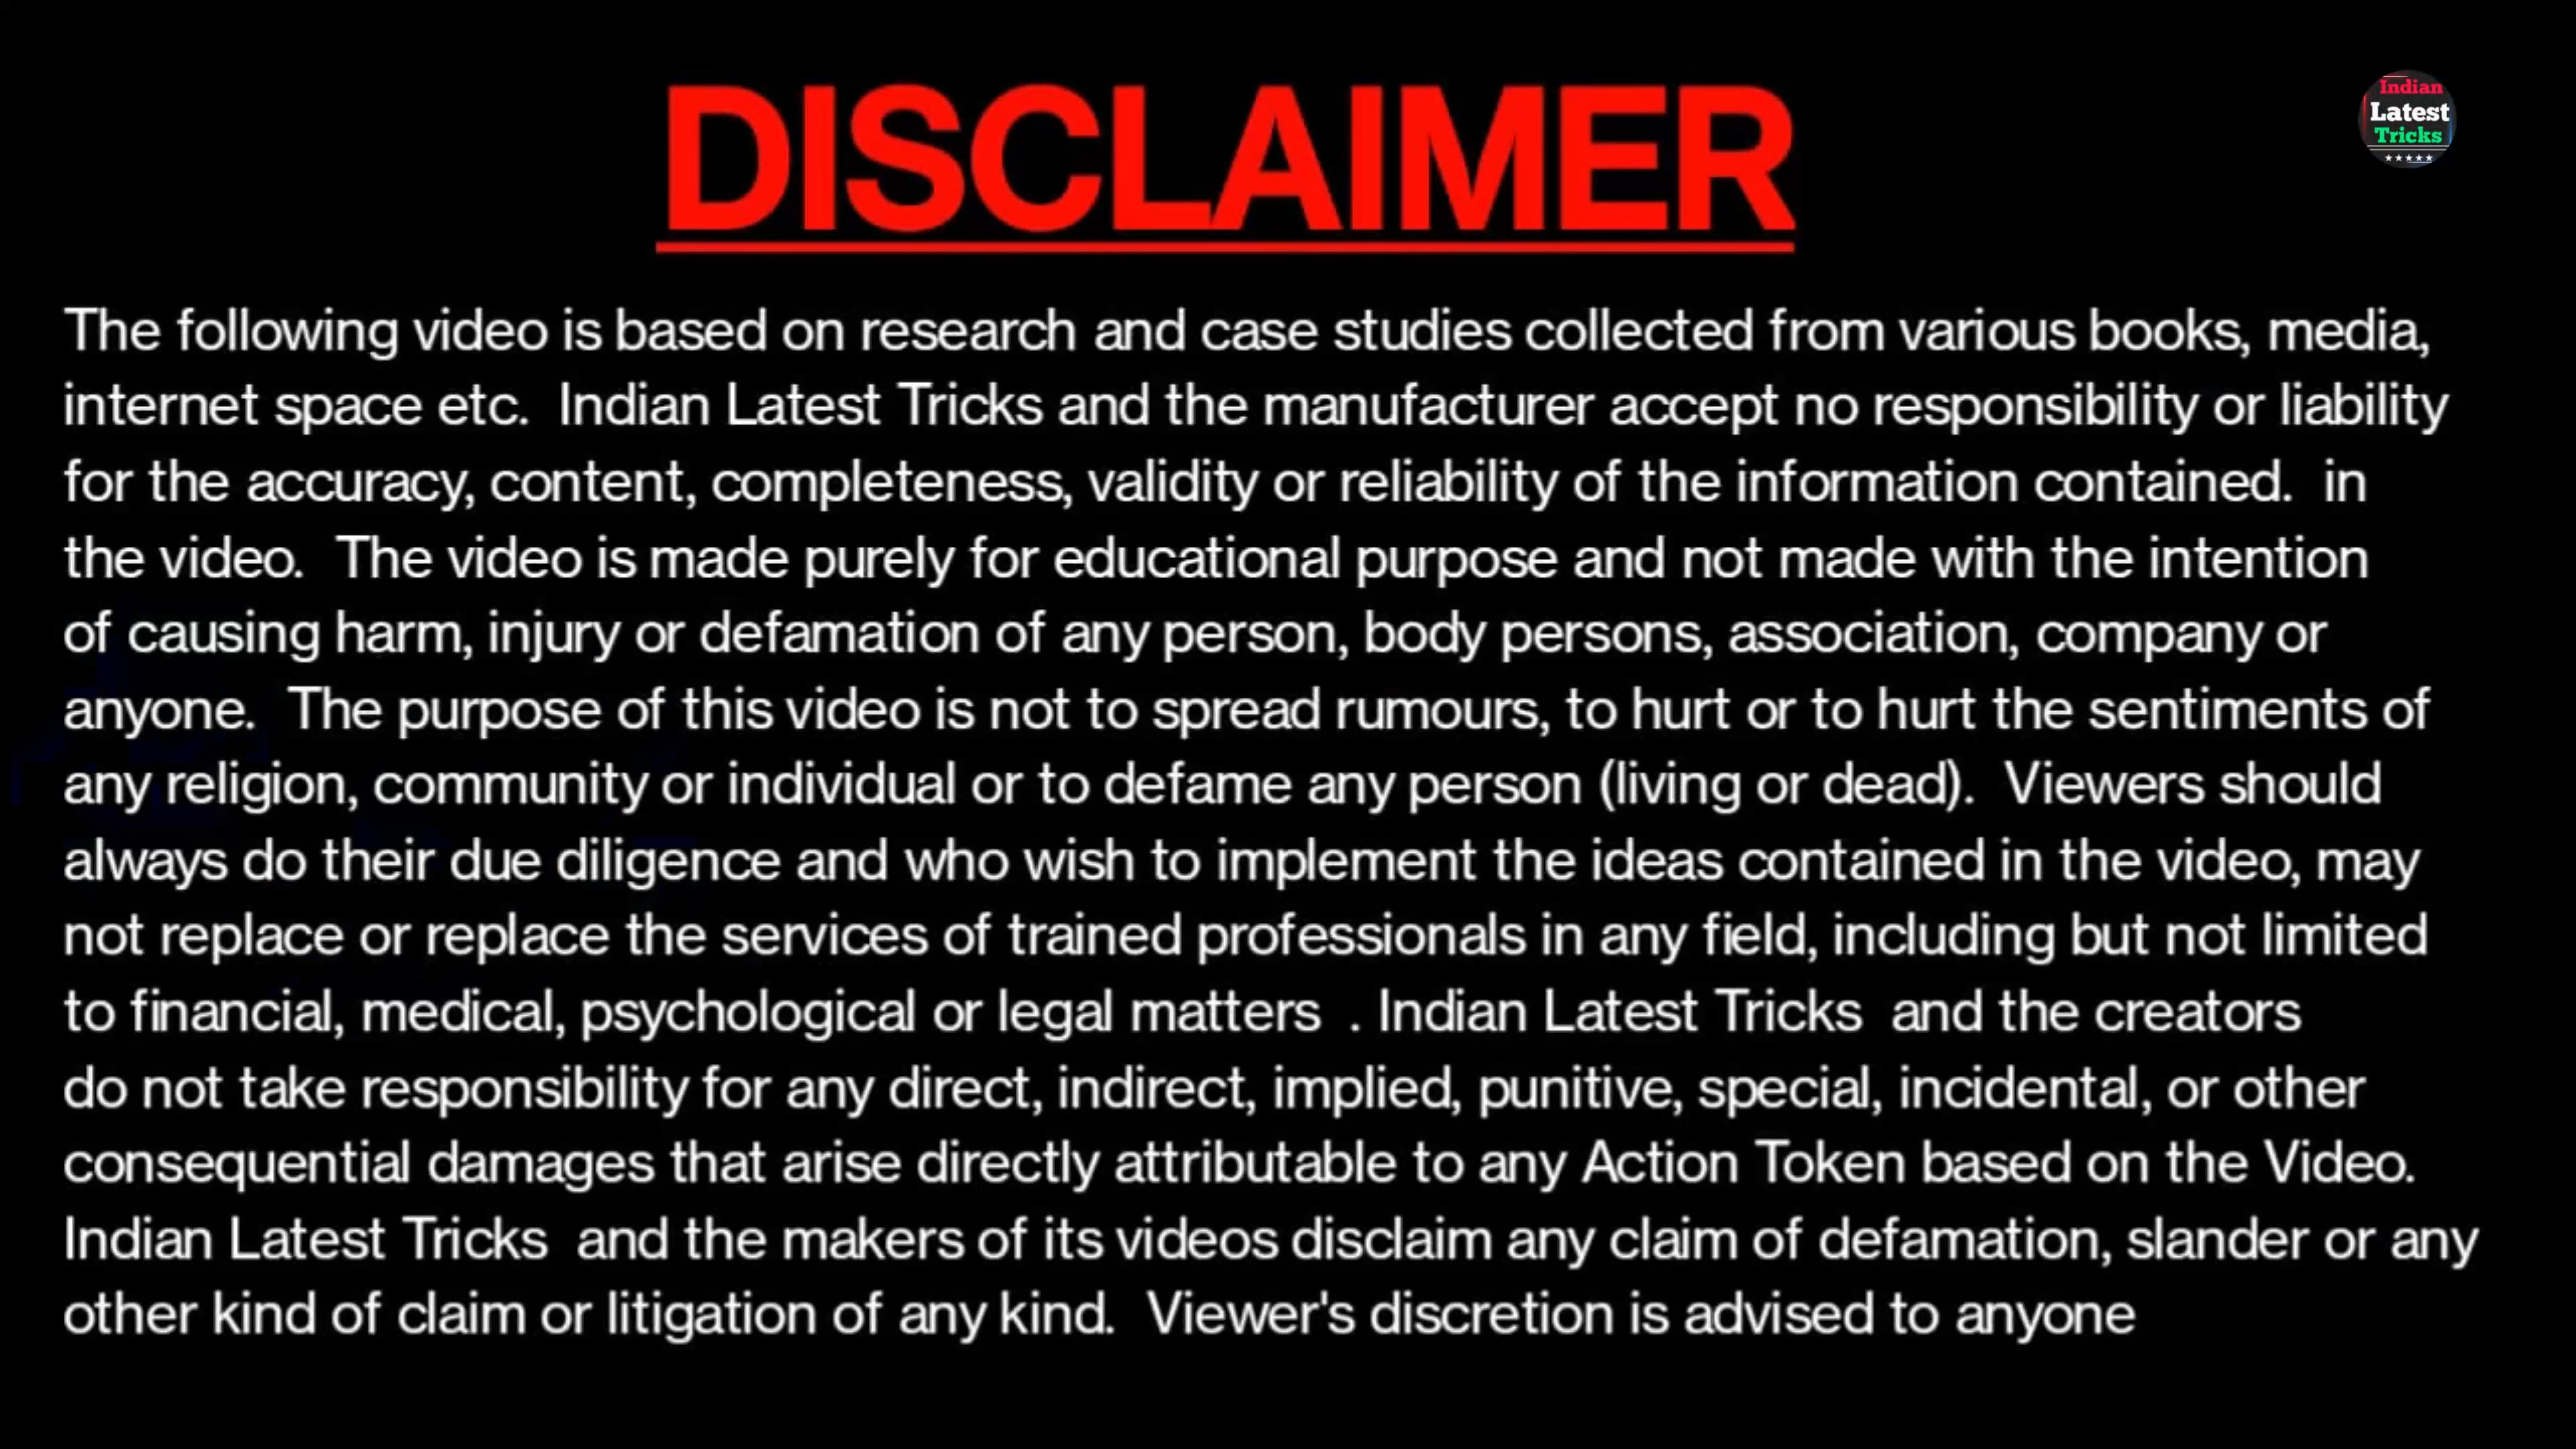 DISCLAIMER
Indian
Latest
Tricks
The following video is based on research and case studies collected from various books, media,
internet space etc.  Indian Latest Tricks and the manufacturer accept no responsibility or liability
for the accuracy, content, completeness, validity or reliability of the information contained.  in
the video.  The video is made purely for educational purpose and not made with the intention
of causing harm, injury or defamation of any person, body persons, association, company or
anyone.  The purpose of this video is not to spread rumours, to hurt or to hurt the sentiments of
any religion, community or individual or to defame any person (living or dead).  Viewers should
always do their due diligence and who wish to implement the ideas contained in the video, may
not replace or replace the services of trained professionals in any field, including but not limited
to financial, medical, psychological or legal matters  . Indian Latest Tricks  and the creators
do not take responsibility for any direct, indirect, implied, punitive, special, incidental, or other
consequential damages that arise directly attributable to any Action Token based on the Video.
Indian Latest Tricks  and the makers of its videos disclaim any claim of defamation, slander or any
other kind of claim or litigation of any kind.  Viewer's discretion is advised to anyone